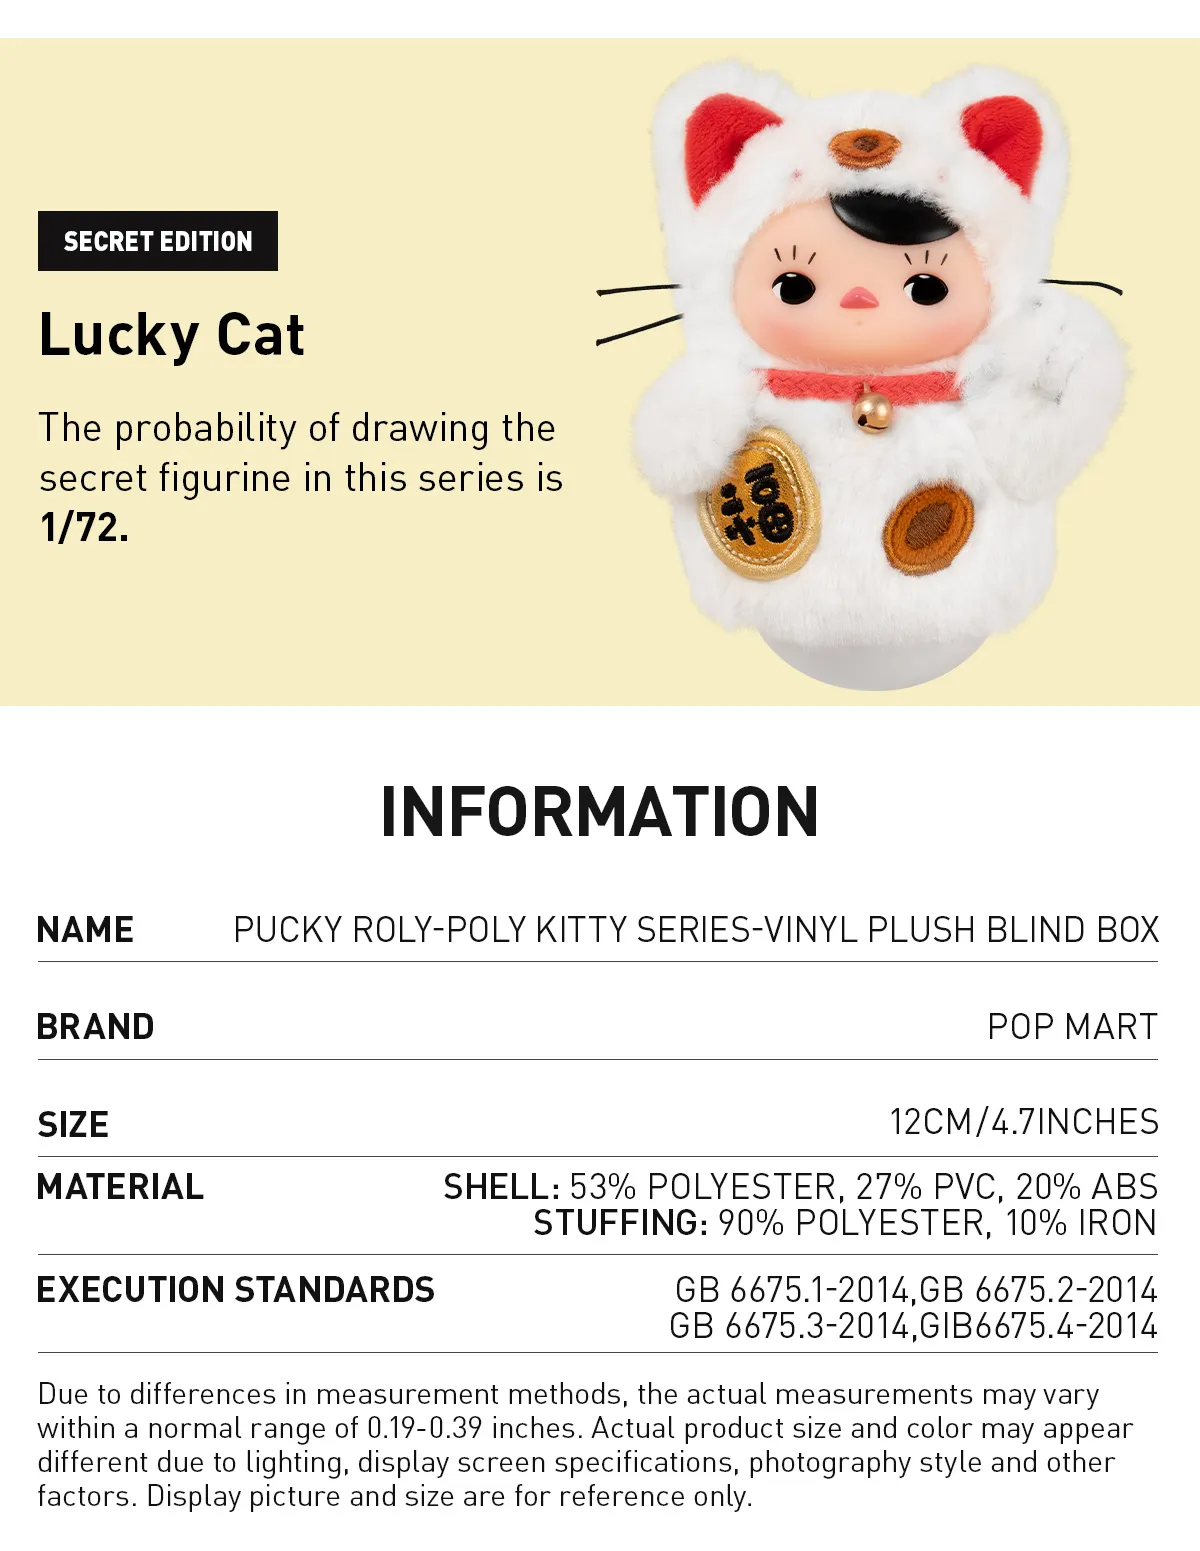 SECRET EDITION
Lucky Cat
The probability of drawing the
secret figurine in this series is
1/72.
福
INFORMATION
NAME PUCKY ROLY-POLY KITTY SERIES-VINYL PLUSH BLIND BOX
BRAND POP MART
SIZE 12CM/4.7INCHES
MATERIAL SHELL: 53% POLYESTER, 27% PVC, 20% ABS
STUFFING: 90% POLYESTER, 10% IRON
EXECUTION STANDARDS GB 6675.1-2014,GB 6675.2-2014
GB 6675.3-2014,GIB6675.4-2014
Due to differences in measurement methods, the actual measurements may vary
within a normal range of 0.19-0.39 inches. Actual product size and color may appear
different due to lighting, display screen specifications, photography style and other
factors. Display picture and size are for reference only.